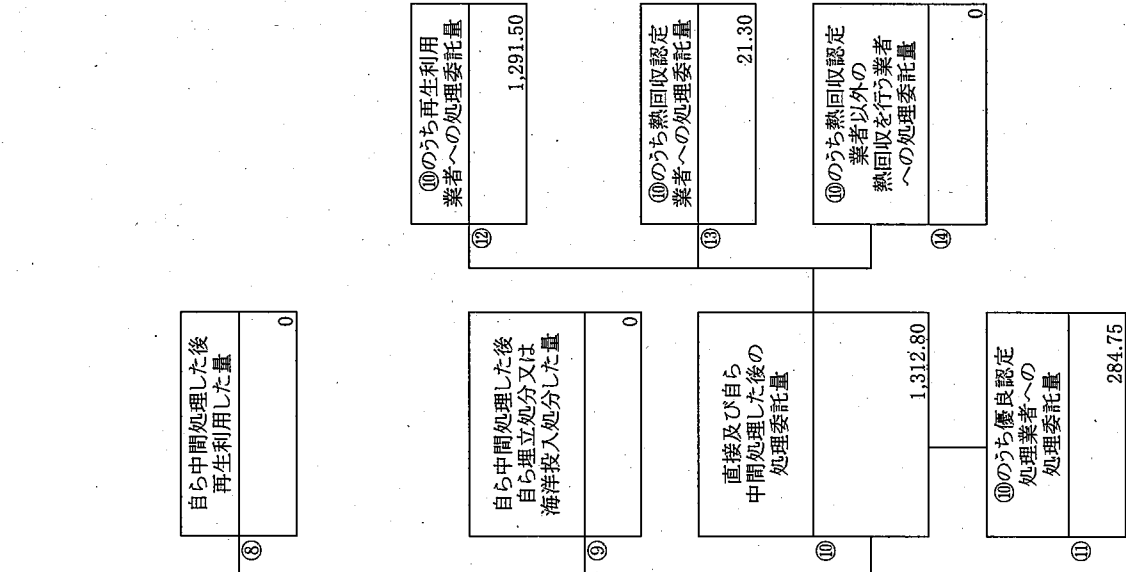 ⑧
自ら中間処理した後
再生利用した量
0
⑨
自ら中間処理した後
自ら埋立処分又は
海洋投入処分した量
0
⑩
直接及び自ら
中間処理した後の
処理委託量
1,312.80
⑪
⑩のうち優良認定
処理業者への
処理委託量
284.75
⑫
⑩のうち再生利用
業者への処理委託量
1,291.50
⑬
⑩のうち熱回収認定
業者への処理委託量
21.30
⑭
⑩のうち熱回収認定
業者以外の
熱回収を行う業者
への処理委託量
0